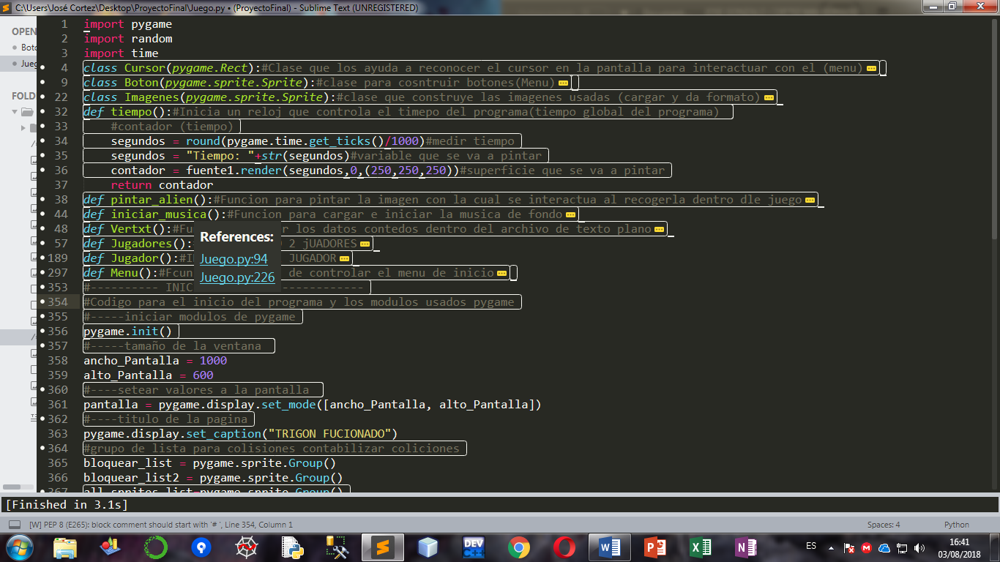 C:\Users\José Cortez\Desktop\ProyectoFinal\Juego.py • (ProyectoFinal) - Sublime Text (UNREGISTERED)
OPEN
Boto
Jueg
FOLD
1 import pygame
2 import random
3 import time
4 class Cursor(pygame.Rect):#Clase que los ayuda a reconocer el cursor en la pantalla para interactuar con el (menu)
9 class Boton(pygame.sprite.Sprite):#clase para cosntruir botones(Menu)
22 class Imagenes(pygame.sprite.Sprite):#clase que construye las imagenes usadas (cargar y da formato)
32 def tiempo():#Inicia un reloj que controla el timepo del programa(tiempo global del programa)
33 #contador (tiempo)
34 segundos = round(pygame.time.get_ticks()/1000)#medir tiempo
35 segundos = "Tiempo: "+str(segundos)#variable que se va a pintar
36 contador = fuente1.render(segundos,0,(250,250,250))#superficie que se va a pintar
37 return contador
38 def pintar_alien():#Funcion para pintar la imagen con la cual se interactua al recogerla dentro dle juego
44 def iniciar_musica():#Funcion para cargar e iniciar la musica de fondo
48 def Vertxt():#Fu r los datos contedos dentro del archivo de texto plano
57 def Jugadores(): 2 jUADORES
189 def Jugador():#I JUGADOR
297 def Menu():#Fcun de controlar el menu de inicio
References:
Juego.py:94
Juego.py:226
353 #---------- INIC ------------
354 #Codigo para el inicio del programa y los modulos usados pygame
355 #-----iniciar modulos de pygame
356 pygame.init()
357 #-----tamaño de la ventana
358 ancho_Pantalla = 1000
359 alto_Pantalla = 600
360 #----setear valores a la pantalla
361 pantalla = pygame.display.set_mode([ancho_Pantalla, alto_Pantalla])
362 #----titulo de la pagina
363 pygame.display.set_caption("TRIGON FUCIONADO")
364 #grupo de lista para colisiones contabilizar coliciones
365 bloquear_list = pygame.sprite.Group()
366 bloquear_list2 = pygame.sprite.Group()
367 all_sprites_list=pygame.sprite.Group()
[Finished in 3.1s]
[W] PEP 8 (E265): block comment should start with '# ', Line 354, Column 1
Spaces: 4
Python
DEV
C++
ES
16:41
03/08/2018